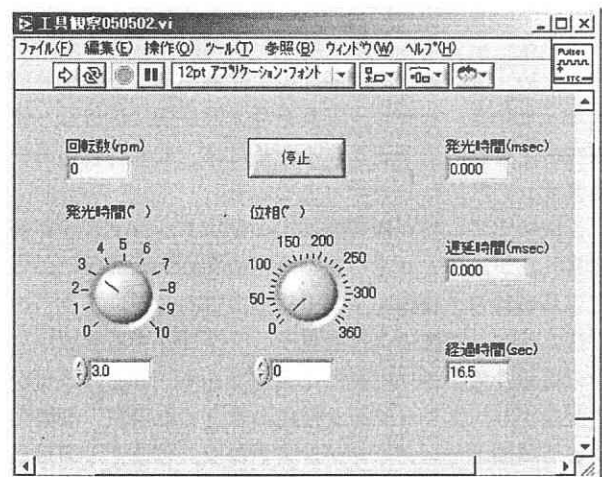 工具観察050502.vi
ファイル(F) 編集(E) 操作(O) ツール(T) 参照(B) ウィンドウ(W) ヘルプ(H)
12pt アプリケーション・フォント
Pulses
ETC
回転数(rpm)
0
停止
発光時間(msec)
0.000
発光時間(°)
0 1 2 3 4 5 6 7 8 9 10
3.0
位相(°)
0 50 100 150 200 250 300 360
0
遅延時間(msec)
0.000
経過時間(sec)
16.5